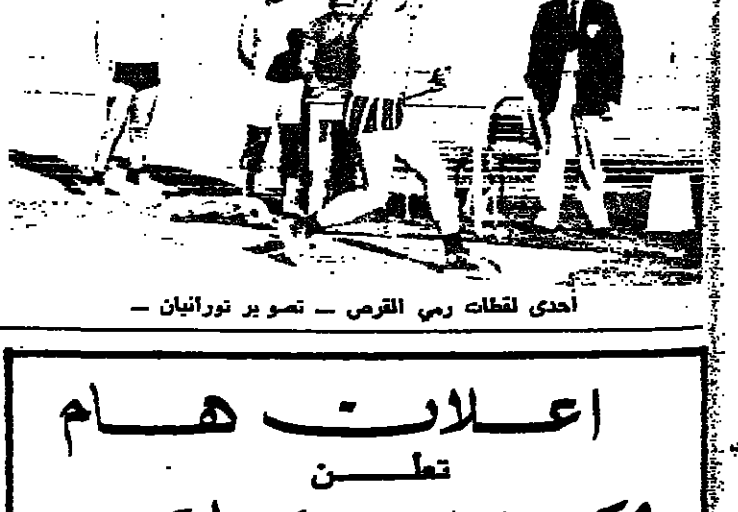 أحدى لقطات رمي القرص — تصوير تورانيان —
اعلان هام
تعلن